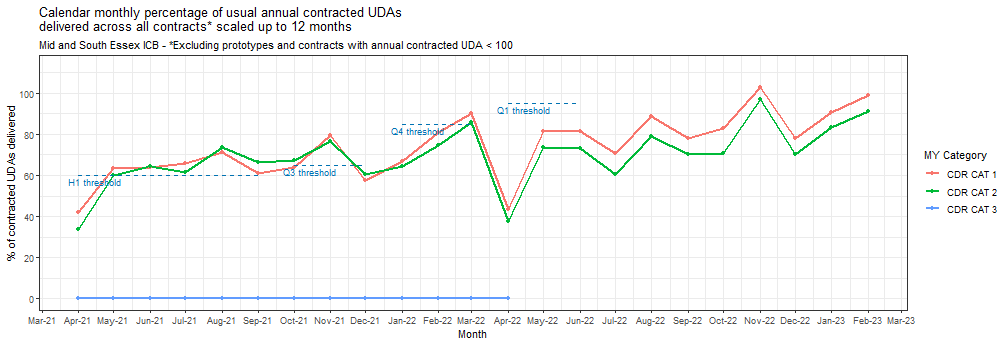 Calendar monthly percentage of usual annual contracted UDAs
delivered across all contracts* scaled up to 12 months
Mid and South Essex ICB - *Excluding prototypes and contracts with annual contracted UDA < 100
% of contracted UDAs delivered
100
80
60
40
20
0
H1 threshold
Q3 threshold
Q4 threshold
Q1 threshold
Mar-21 Apr-21 May-21 Jun-21 Jul-21 Aug-21 Sep-21 Oct-21 Nov-21 Dec-21 Jan-22 Feb-22 Mar-22 Apr-22 May-22 Jun-22 Jul-22 Aug-22 Sep-22 Oct-22 Nov-22 Dec-22 Jan-23 Feb-23 Mar-23
Month
MY Category
CDR CAT 1
CDR CAT 2
CDR CAT 3